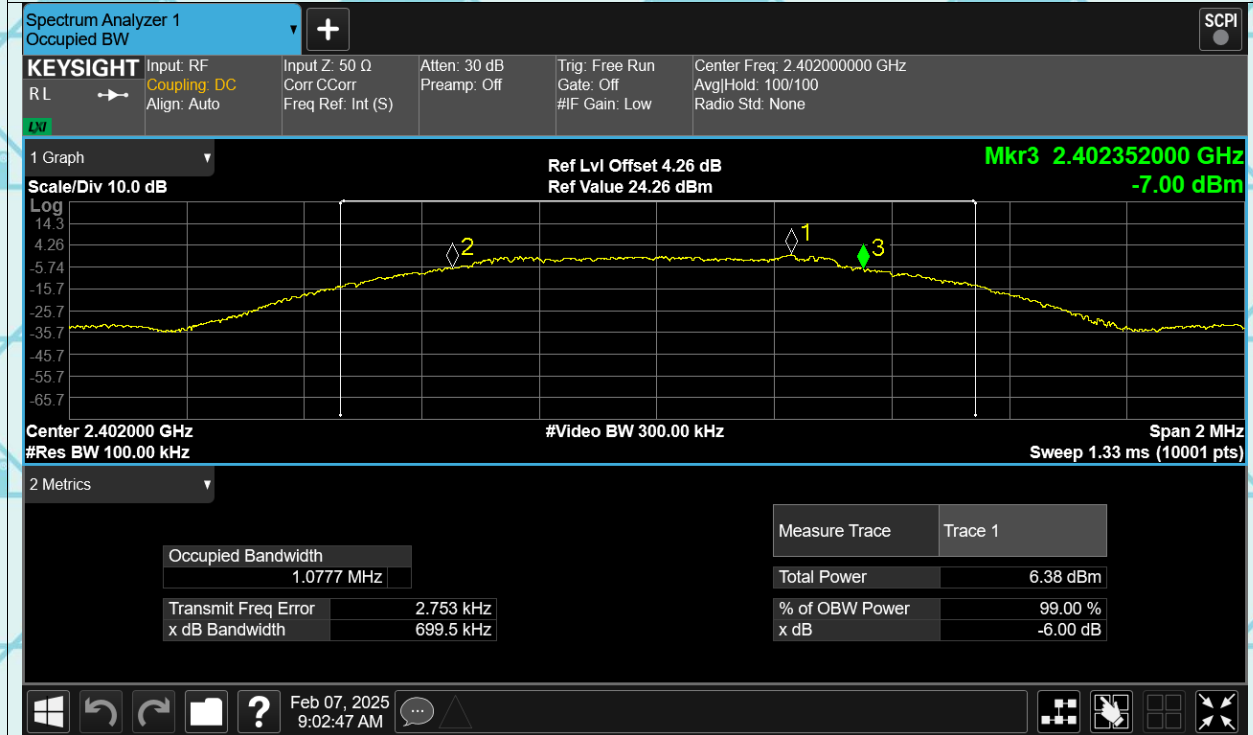 Spectrum Analyzer 1
Occupied BW
+
SCPI
KEYSIGHT
RL
LXI
Input: RF
Coupling: DC
Align: Auto
Input Z: 50 Ω
Corr CCorr
Freq Ref: Int (S)
Atten: 30 dB
Preamp: Off
Trig: Free Run
Gate: Off
#IF Gain: Low
Center Freq: 2.402000000 GHz
Avg|Hold: 100/100
Radio Std: None
1 Graph
Ref Lvl Offset 4.26 dB
Mkr3 2.402352000 GHz
Scale/Div 10.0 dB
Ref Value 24.26 dBm
-7.00 dBm
Log
14.3
4.26
-5.74
-15.7
-25.7
-35.7
-45.7
-55.7
-65.7
2
1
3
Center 2.402000 GHz
#Video BW 300.00 kHz
Span 2 MHz
#Res BW 100.00 kHz
Sweep 1.33 ms (10001 pts)
2 Metrics
Occupied Bandwidth
1.0777 MHz
Transmit Freq Error 2.753 kHz
x dB Bandwidth 699.5 kHz
Measure Trace Trace 1
Total Power 6.38 dBm
% of OBW Power 99.00 %
x dB -6.00 dB
?
Feb 07, 2025
9:02:47 AM